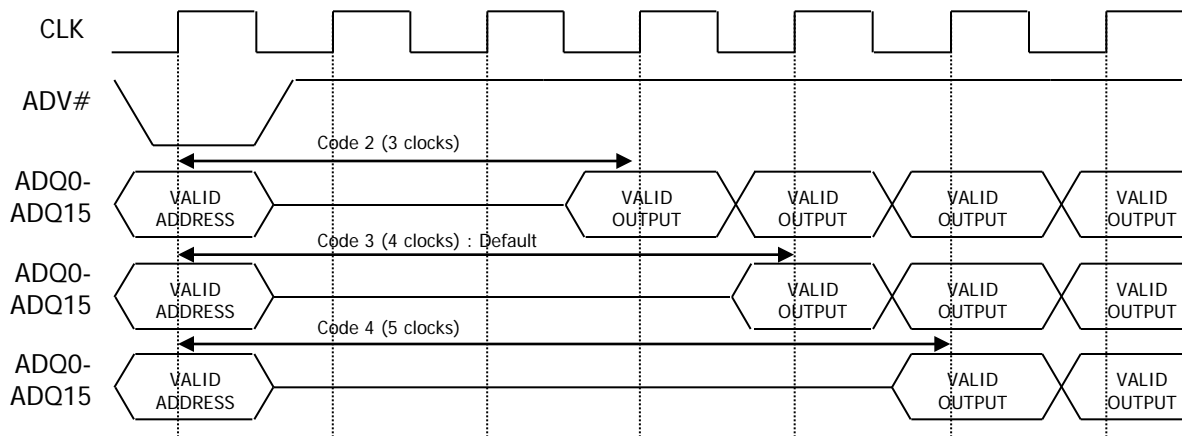 CLK
ADV#
Code 2 (3 clocks)
ADQ0-
ADQ15
VALID
ADDRESS
VALID
OUTPUT
VALID
OUTPUT
VALID
OUTPUT
VALID
OUTPUT
Code 3 (4 clocks) : Default
ADQ0-
ADQ15
VALID
ADDRESS
VALID
OUTPUT
VALID
OUTPUT
VALID
OUTPUT
Code 4 (5 clocks)
ADQ0-
ADQ15
VALID
ADDRESS
VALID
OUTPUT
VALID
OUTPUT